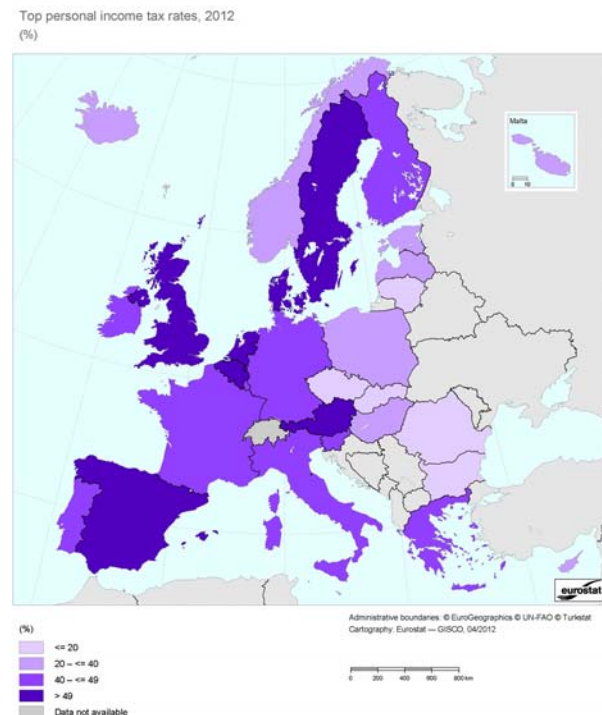 Top personal income tax rates, 2012
(%)
Malta
0 10
eurostat
Administrative boundaries: © EuroGeographics © UN-FAO © Turkstat
Cartography: Eurostat — GISCO, 04/2012
(%)
<= 20
20 – <= 40
40 – <= 49
> 49
Data not available
0 200 400 600 800 km